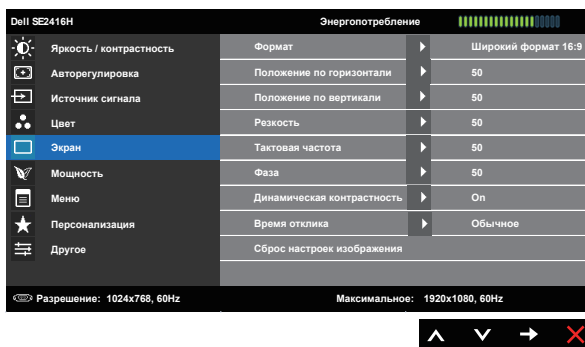 Dell SE2416H Энергопотребление
Яркость / контрастность Формат Широкий формат 16:9
Авторегулировка Положение по горизонтали 50
Источник сигнала Положение по вертикали 50
Цвет Резкость 50
Экран Тактовая частота 50
Мощность Фаза 50
Меню Динамическая контрастность On
Персонализация Время отклика Обычное
Другое Сброс настроек изображения
Разрешение: 1024x768, 60Hz Максимальное: 1920x1080, 60Hz